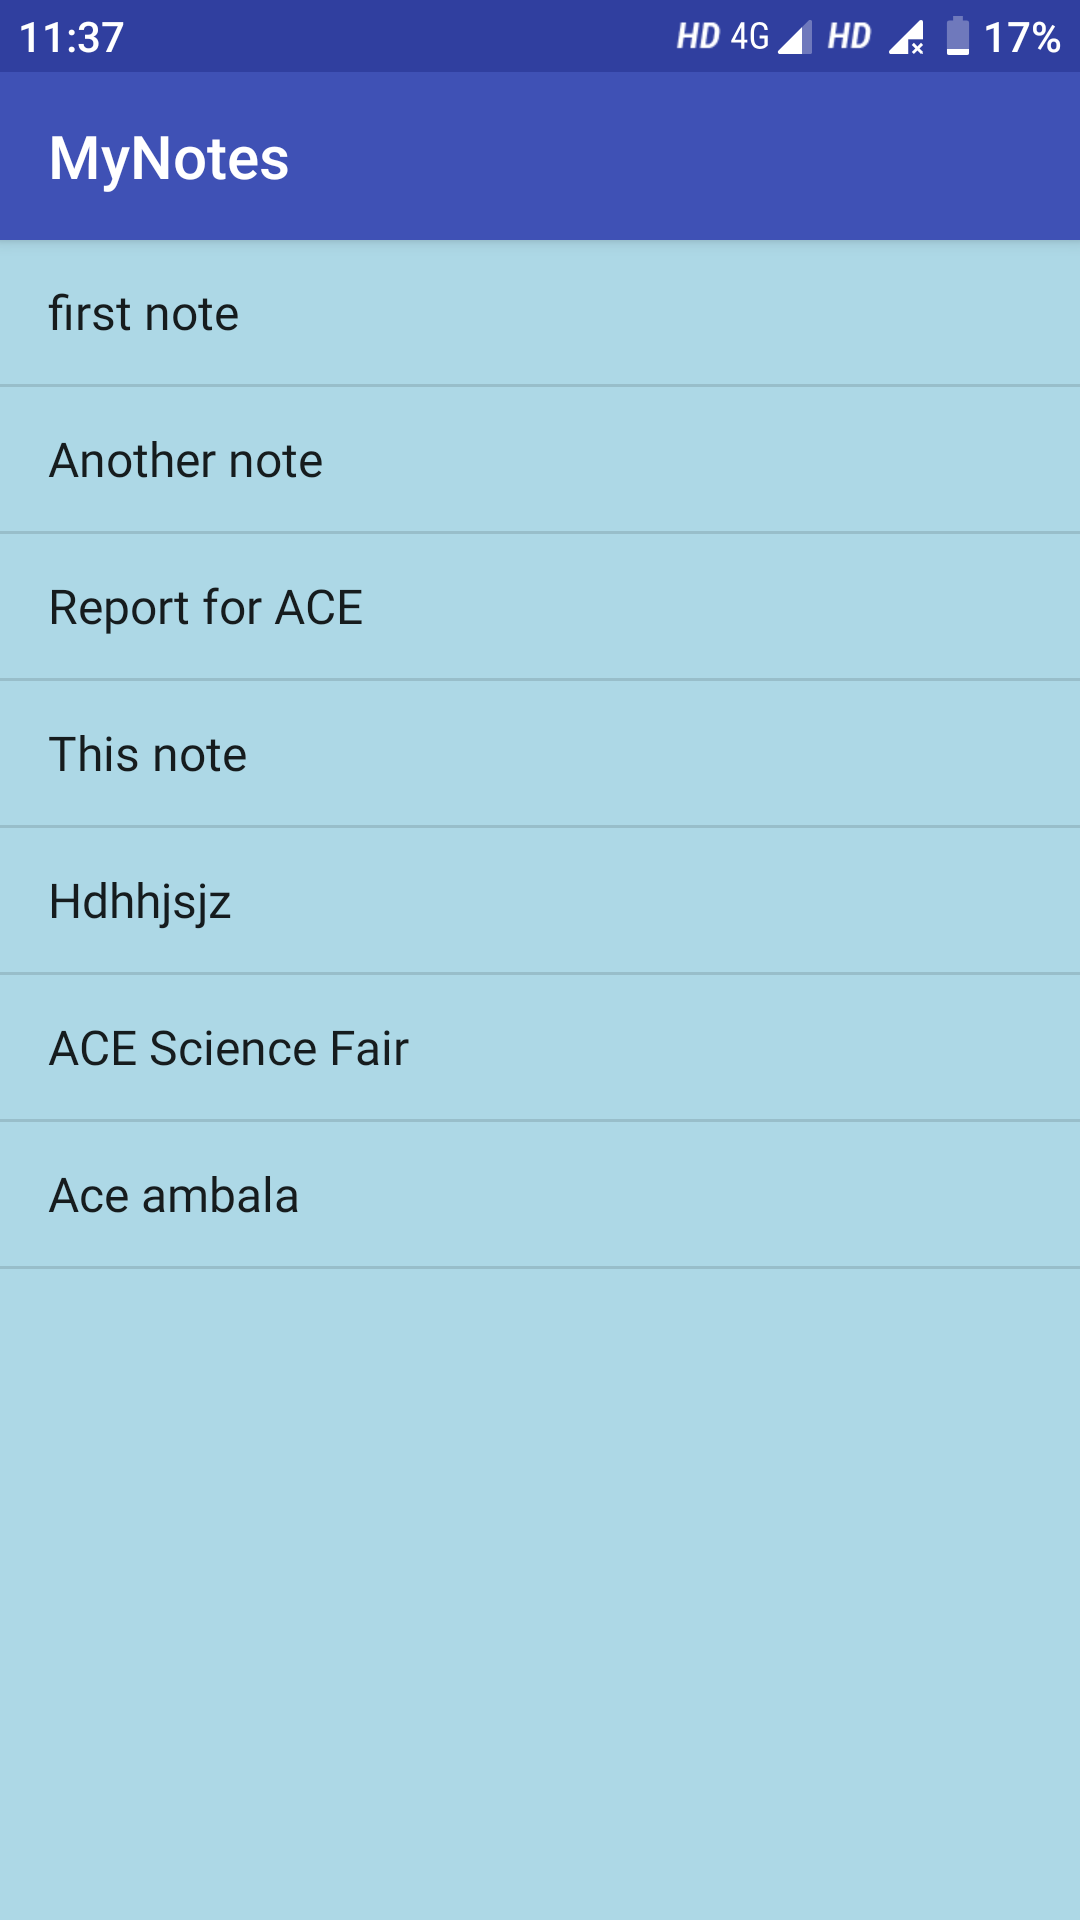 11:37 HD 4G HD 17%
MyNotes
first note
Another note
Report for ACE
This note
Hdhhjsjz
ACE Science Fair
Ace ambala